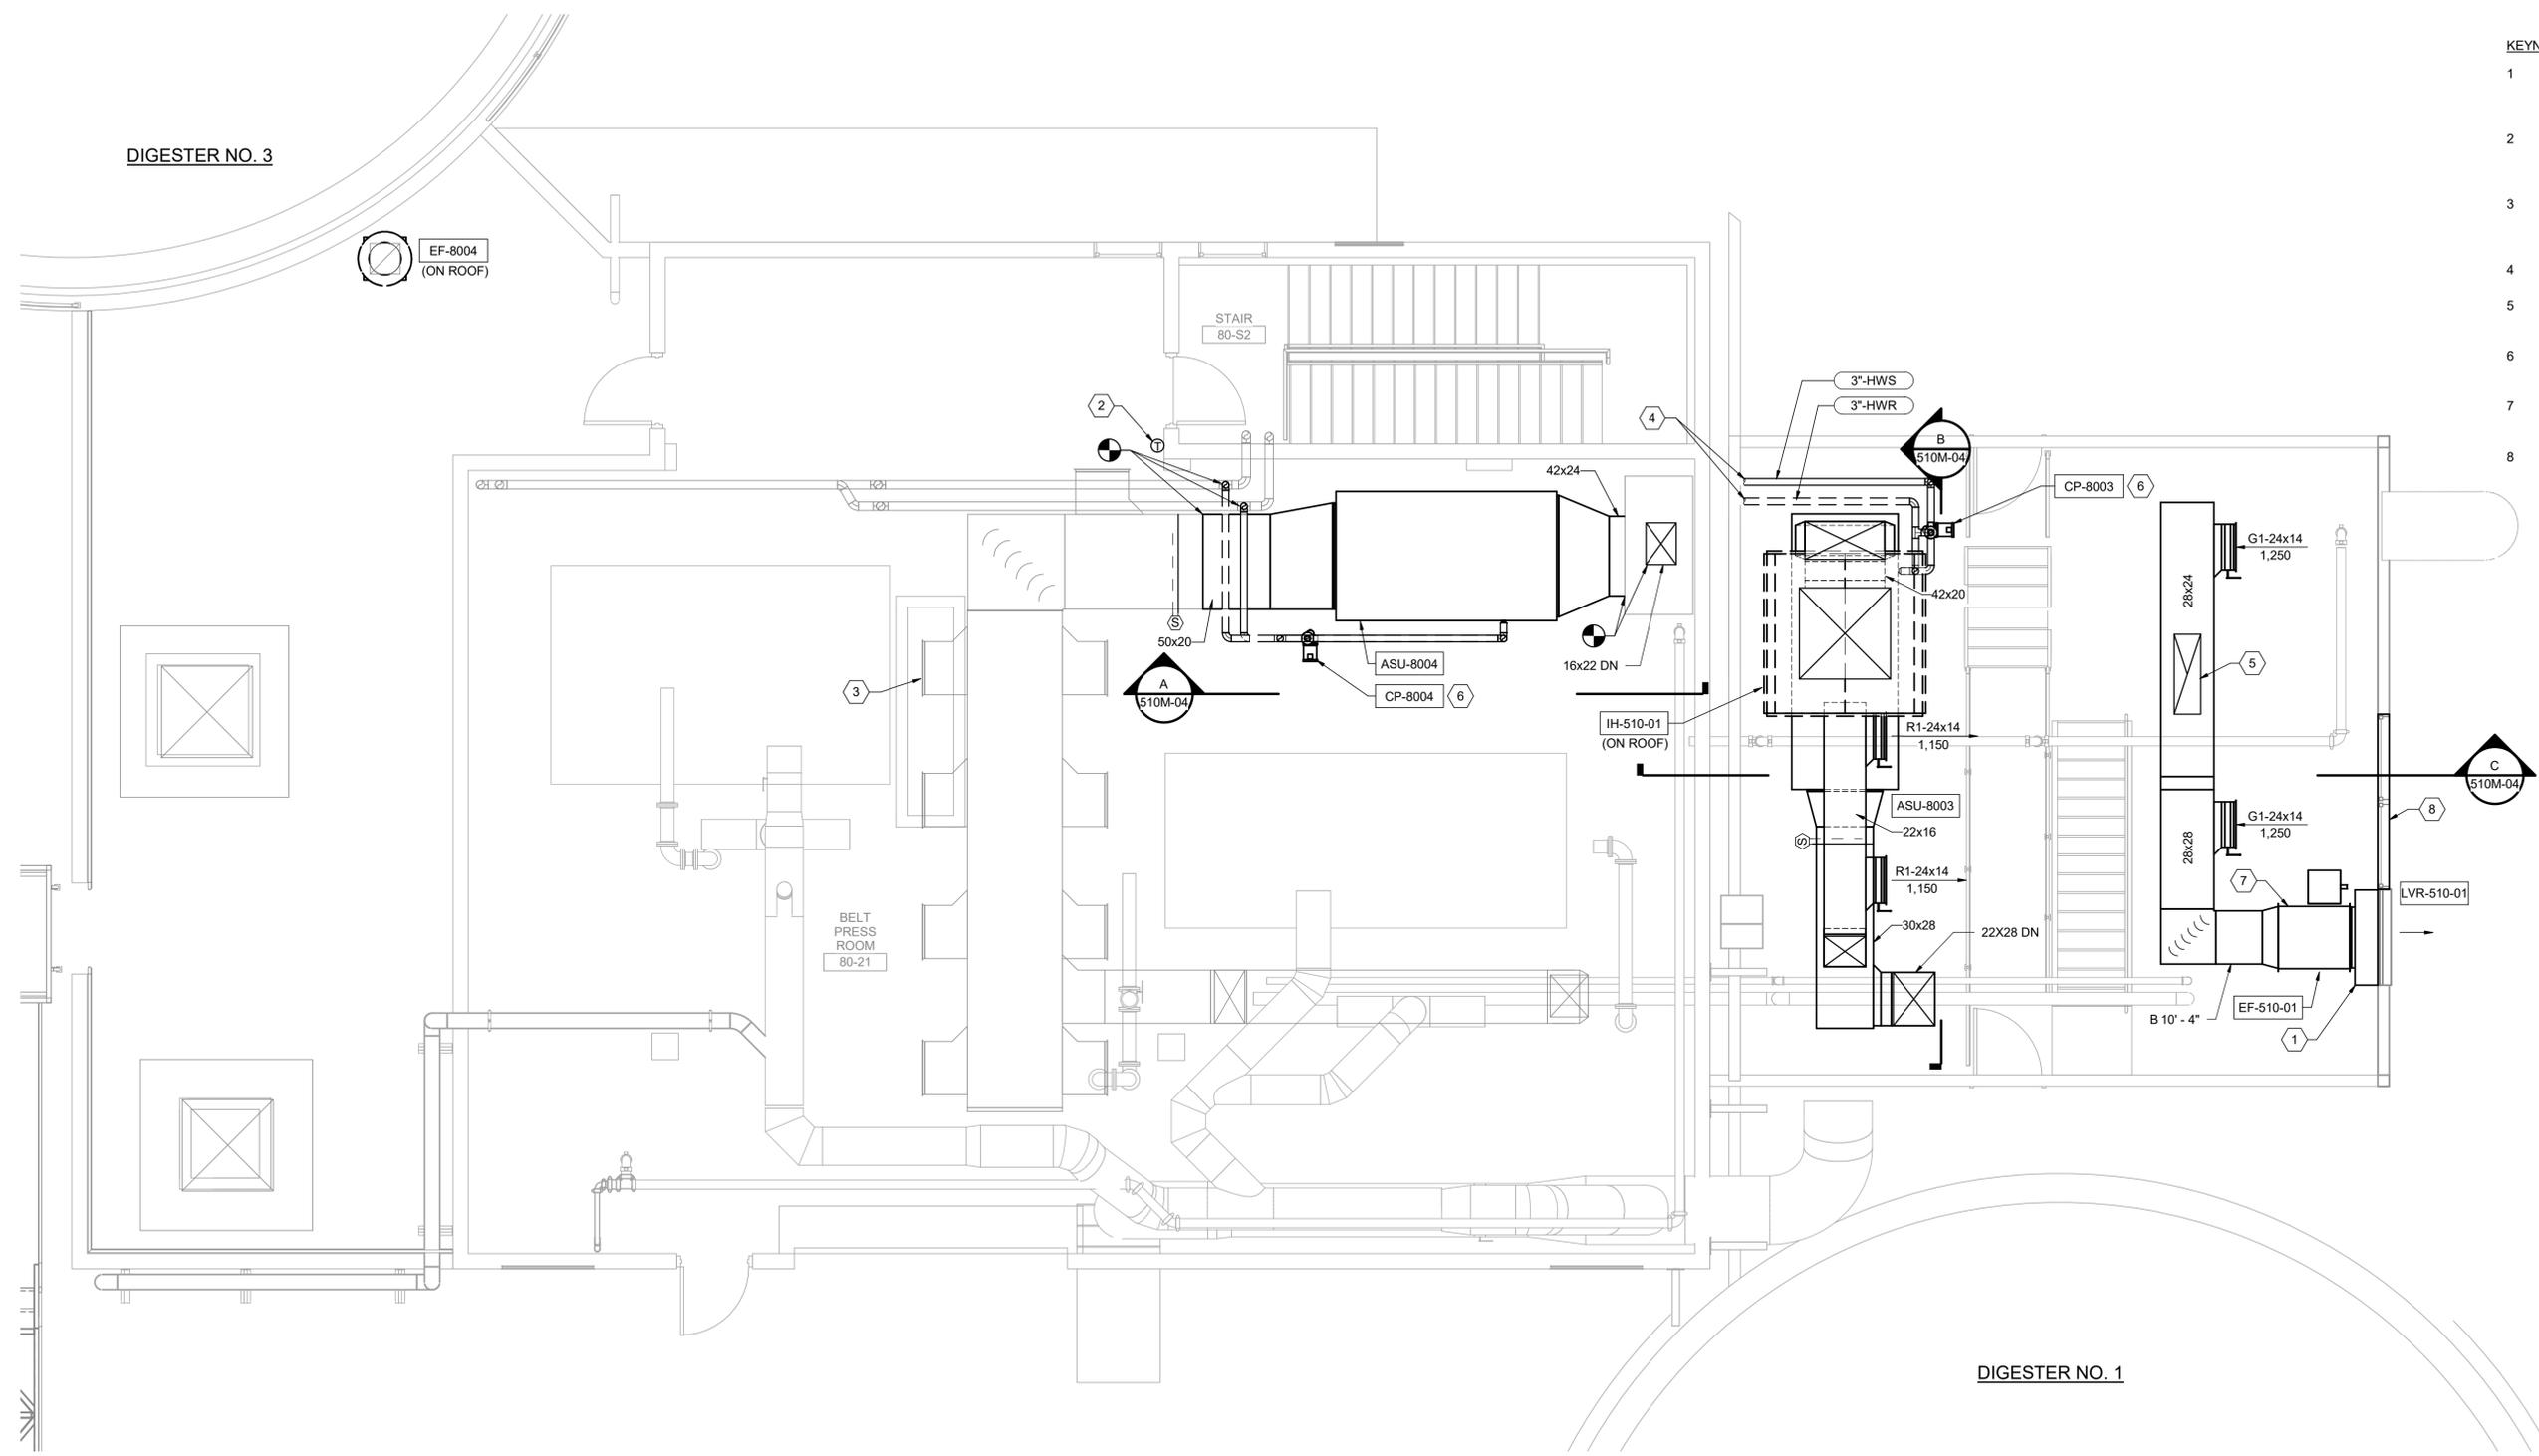 KEYN
1
2
3
4
5
6
7
8
DIGESTER NO. 3
EF-8004
(ON ROOF)
STAIR
80-S2
2
T
3"-HWS
3"-HWR
4
B
510M-04
CP-8003
6
42x24
G1-24x14
1,250
28x24
42x20
S
50x20
16x22 DN
ASU-8004
CP-8004
6
3
A
510M-04
5
IH-510-01
(ON ROOF)
R1-24x14
1,150
C
510M-04
ASU-8003
22x16
S
G1-24x14
1,250
28x28
8
R1-24x14
1,150
7
LVR-510-01
BELT
PRESS
ROOM
80-21
30x28
22X28 DN
B 10' - 4"
EF-510-01
1
DIGESTER NO. 1